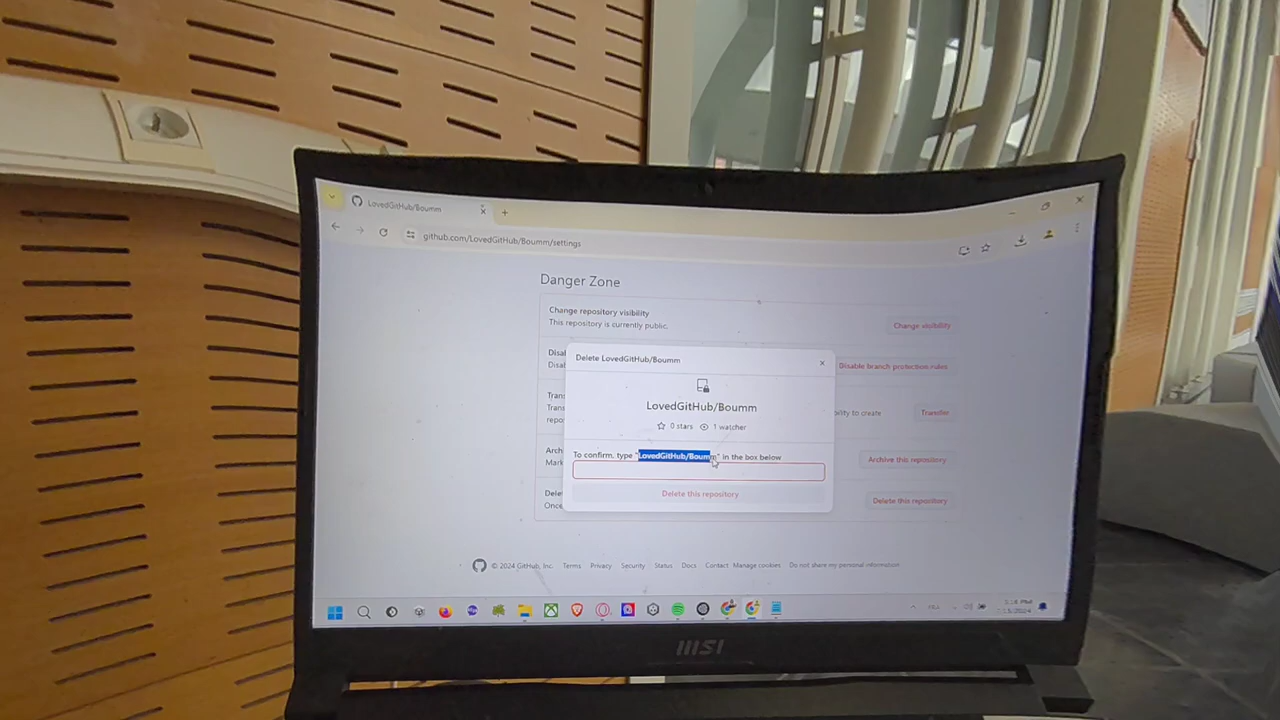 LovedGitHub/Boumm
github.com/LovedGitHub/Boumm/settings
Danger Zone
Change repository visibility
This repository is currently public.
Change visibility
Disable branch protection rules
Delete LovedGitHub/Boumm
LovedGitHub/Boumm
0 stars 1 watcher
To confirm, type "LovedGitHub/Boumm" in the box below
Delete this repository
Transfer
Archive this repository
Delete this repository
© 2024 GitHub, Inc. Terms Privacy Security Status Docs Contact Manage cookies Do not share my personal information
msi